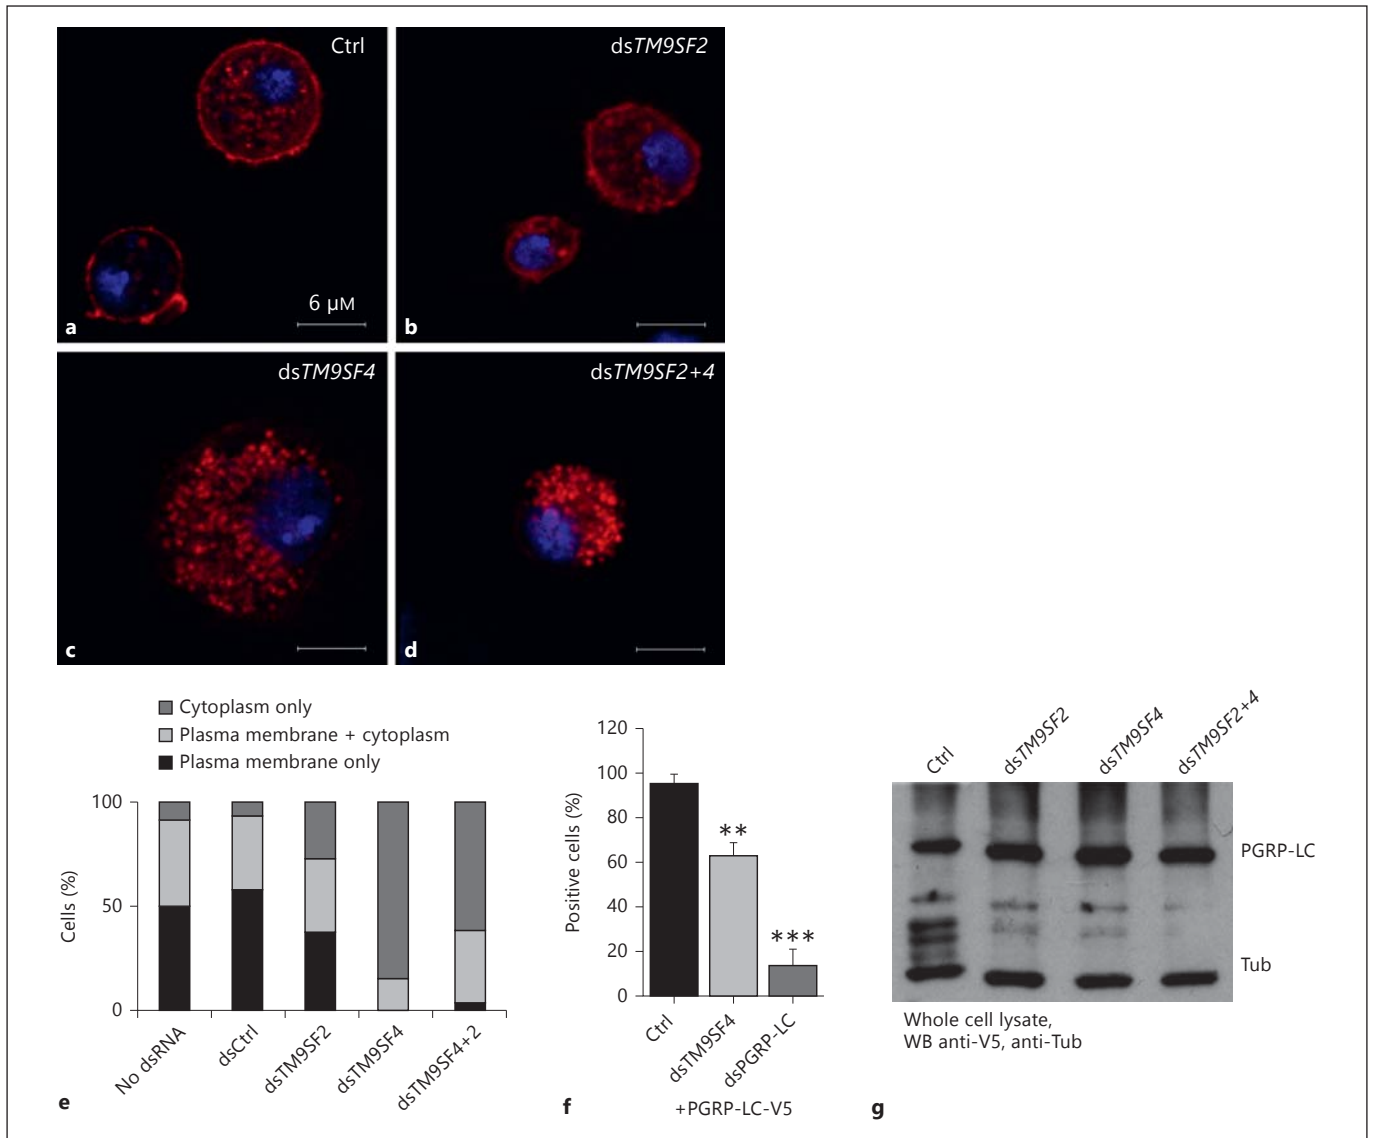 Ctrl
dsTM9SF2
6 µM
a
b
dsTM9SF4
dsTM9SF2+4
c
d
Cytoplasm only
Plasma membrane + cytoplasm
Plasma membrane only
Cells (%)
100
50
0
No dsRNA
dsCtrl
dsTM9SF2
dsTM9SF4
dsTM9SF4+2
e
Positive cells (%)
120
100
80
60
40
20
0
**
***
Ctrl
dsTM9SF4
dsPGRP-LC
+PGRP-LC-V5
f
Ctrl
dsTM9SF2
dsTM9SF4
dsTM9SF2+4
PGRP-LC
Tub
Whole cell lysate,
WB anti-V5, anti-Tub
g